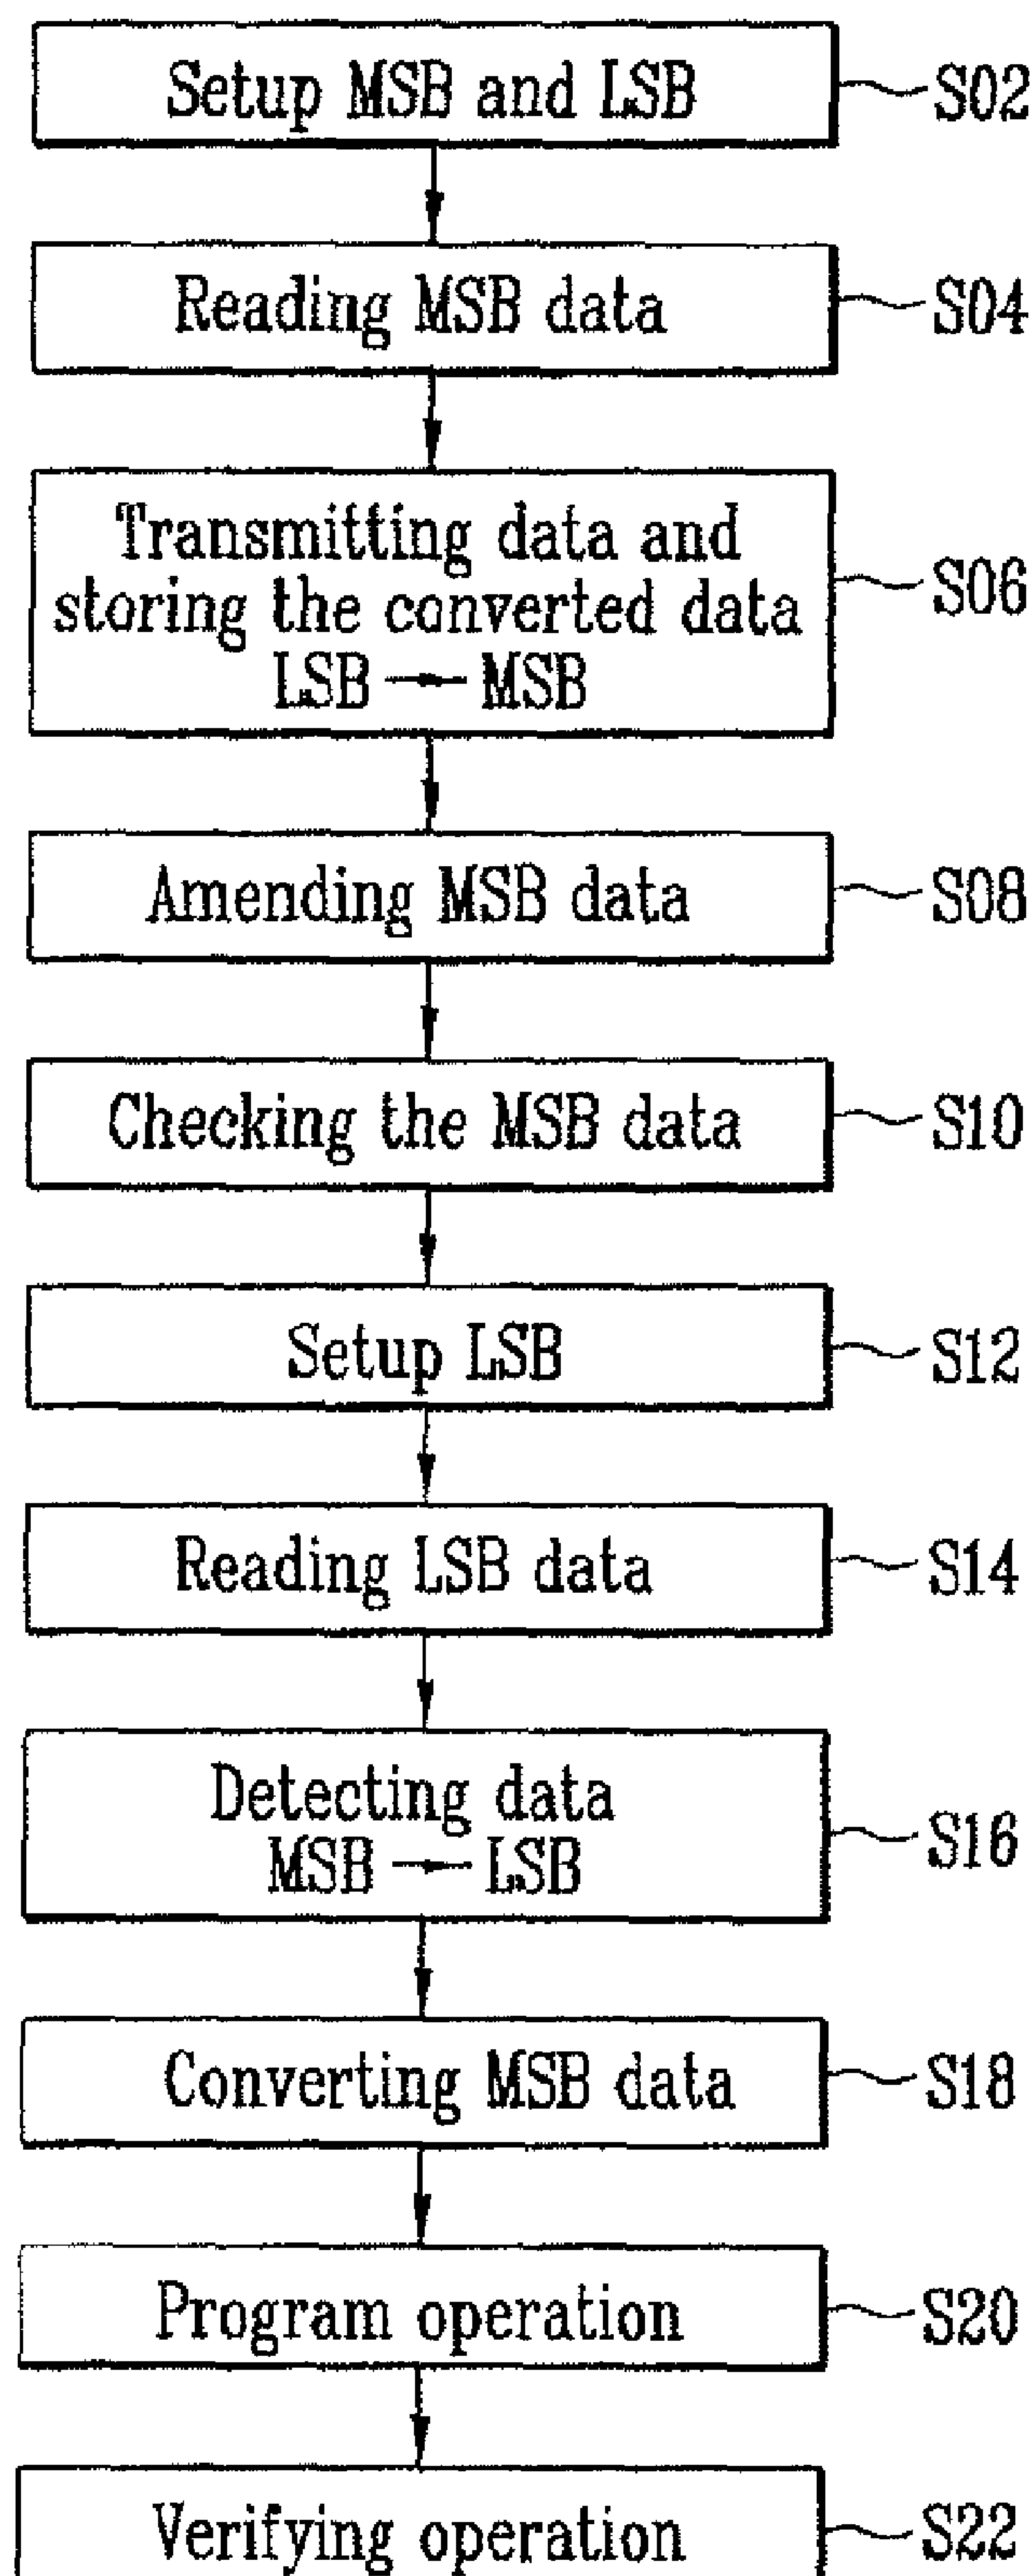 Setup MSB and LSB S02
Reading MSB data S04
Transmitting data and
storing the converted data S06
LSB → MSB
Amending MSB data S08
Checking the MSB data S10
Setup LSB S12
Reading LSB data S14
Detecting data
MSB → LSB S16
Converting MSB data S18
Program operation S20
Verifying operation S22